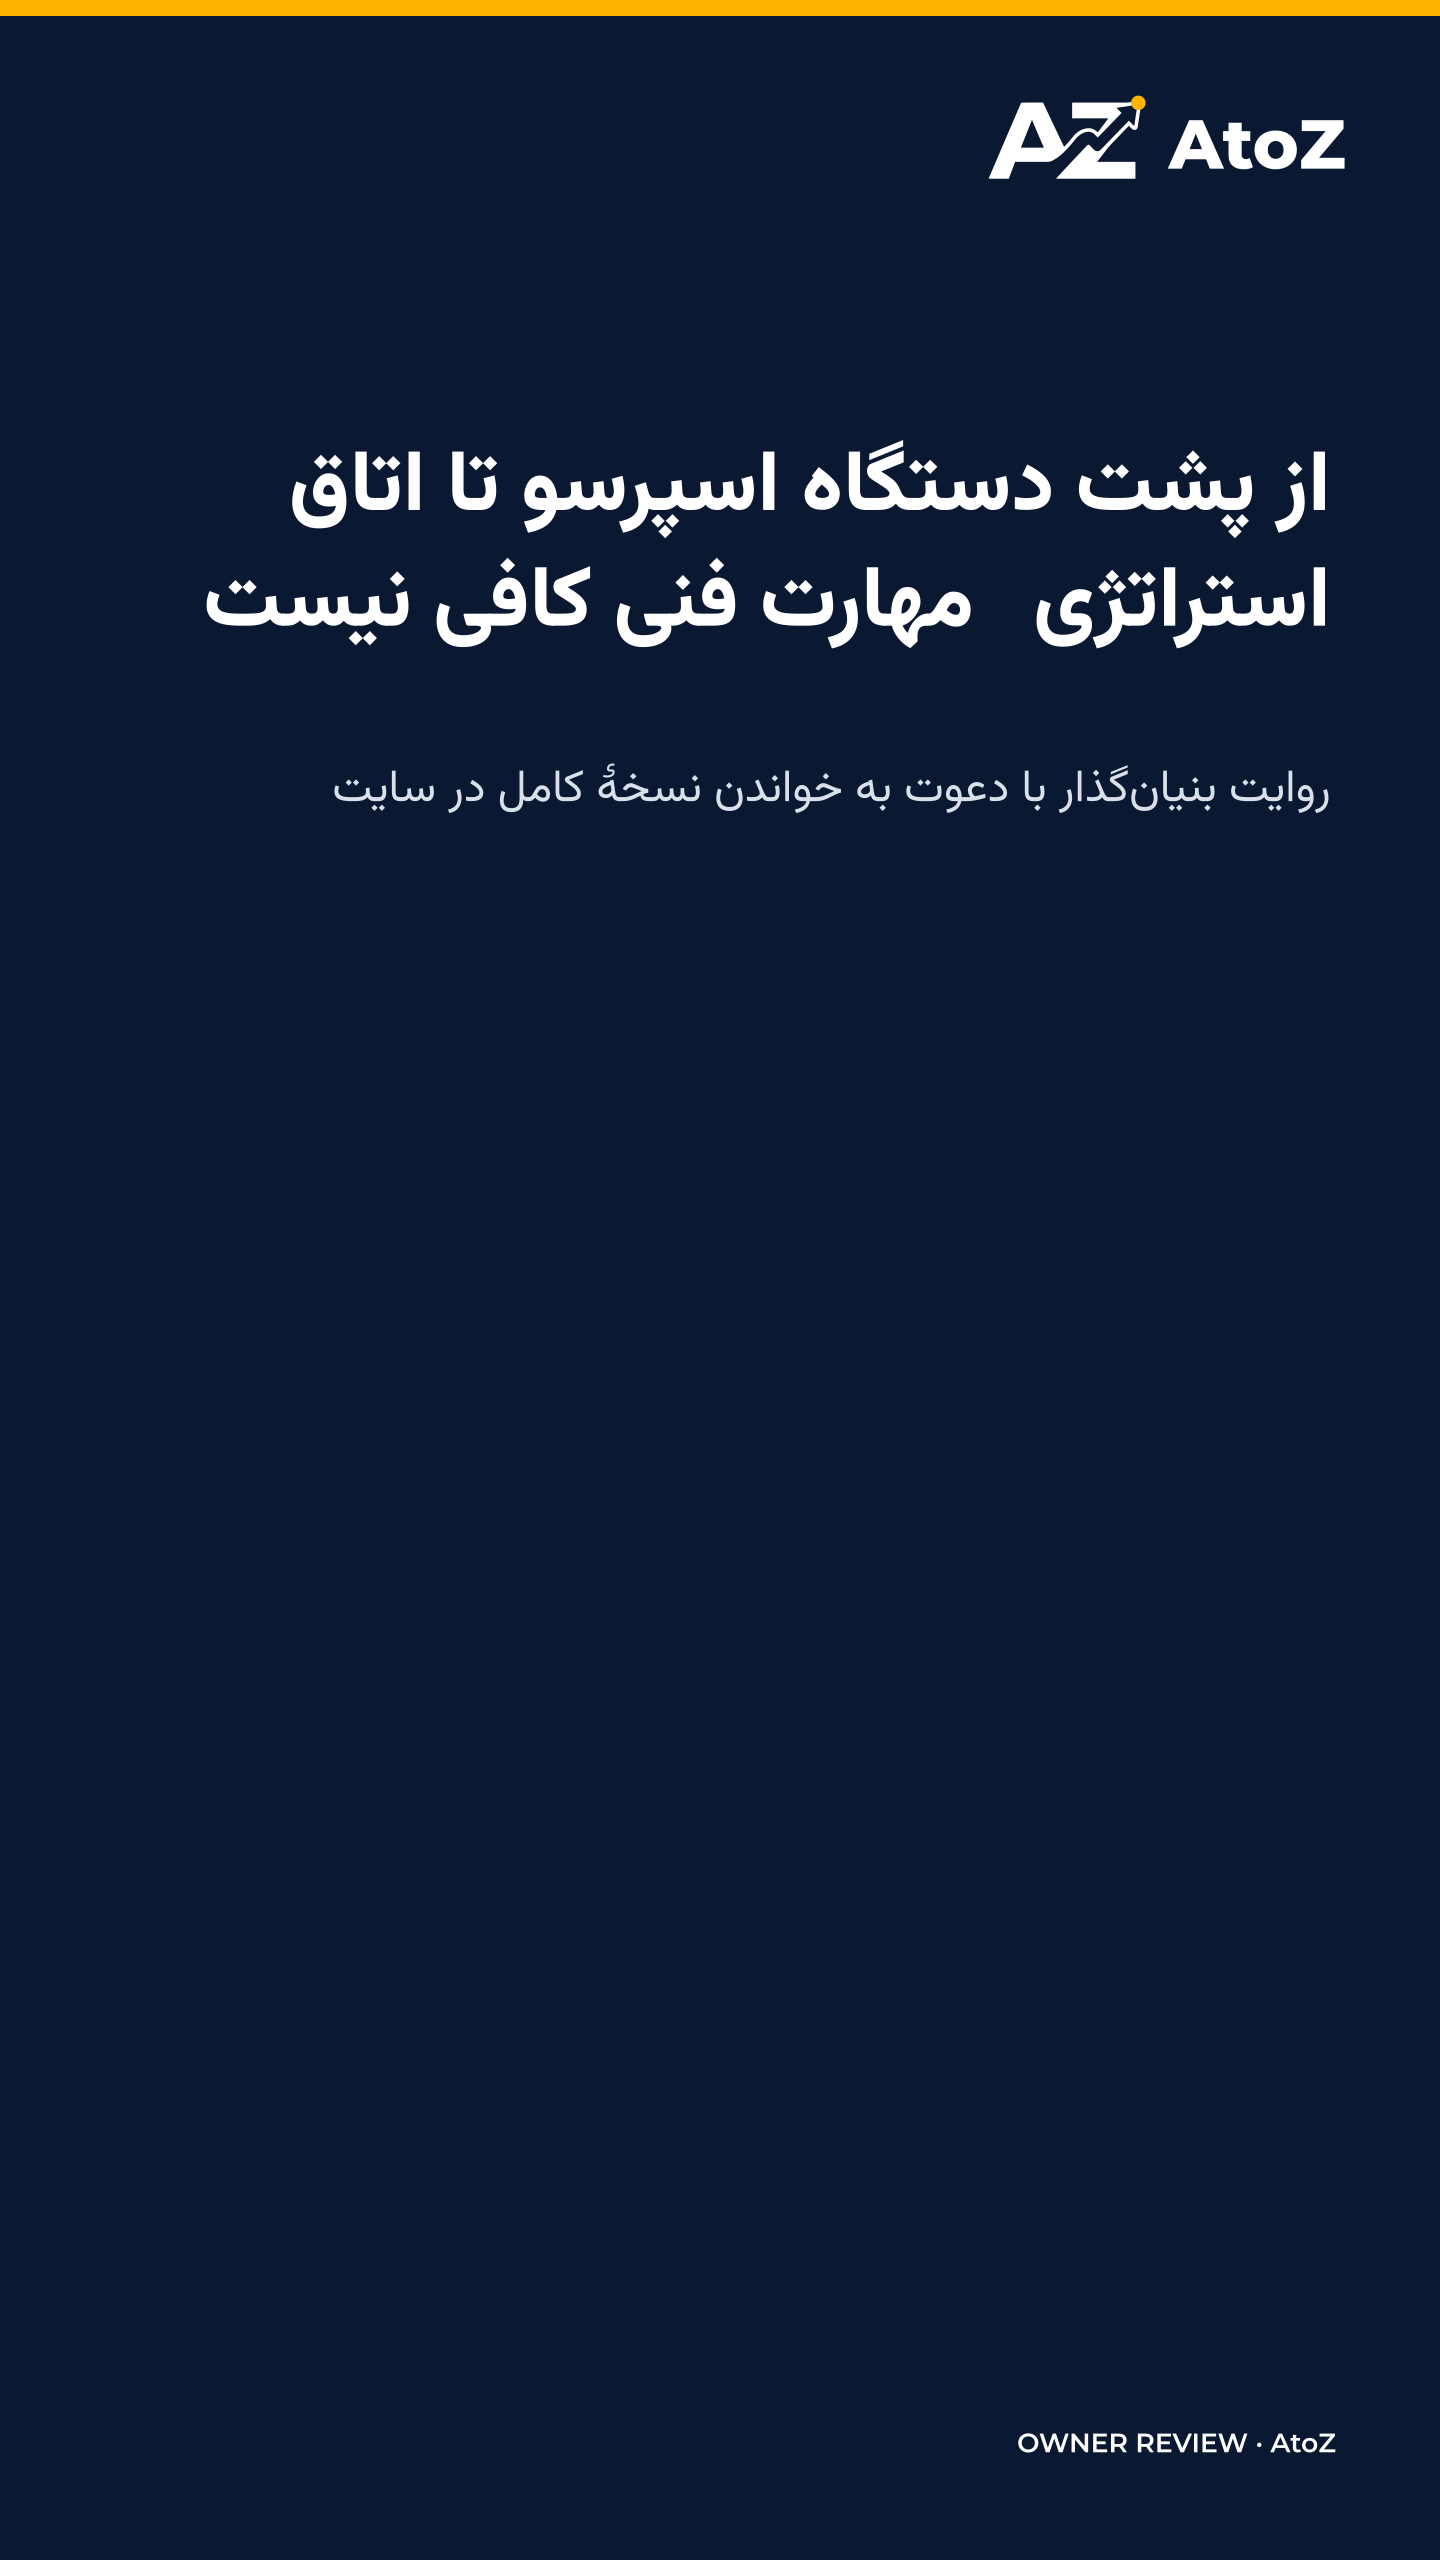 AZ AtoZ
از پشت دستگاه اسپرسو تا اتاق
استراتژی   مهارت فنی کافی نیست
روایت بنیان‌گذار با دعوت به خواندن نسخهٔ کامل در سایت
OWNER REVIEW · AtoZ